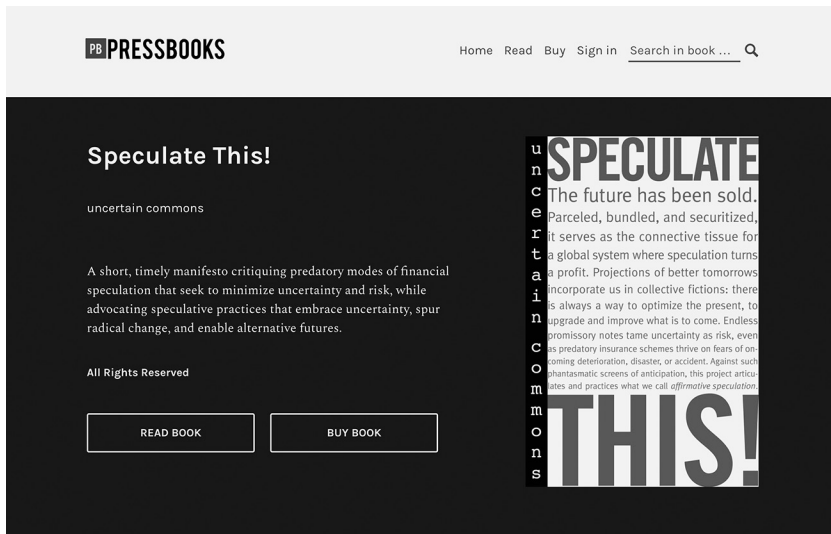 PB PRESSBOOKS
Home Read Buy Sign in Search in book ...
Speculate This!
uncertain commons
A short, timely manifesto critiquing predatory modes of financial
speculation that seek to minimize uncertainty and risk, while
advocating speculative practices that embrace uncertainty, spur
radical change, and enable alternative futures.
All Rights Reserved
READ BOOK
BUY BOOK
uncertain commons
SPECULATE
The future has been sold.
Parceled, bundled, and securitized,
it serves as the connective tissue for
a global system where speculation turns
a profit. Projections of better tomorrows
incorporate us in collective fictions: there
is always a way to optimize the present, to
upgrade and improve what is to come. Endless
promissory notes tame uncertainty as risk, even
as predatory insurance schemes thrive on fears of on-
coming deterioration, disaster, or accident. Against such
phantasmatic screens of anticipation, this project articu-
lates and practices what we call affirmative speculation.
THIS!